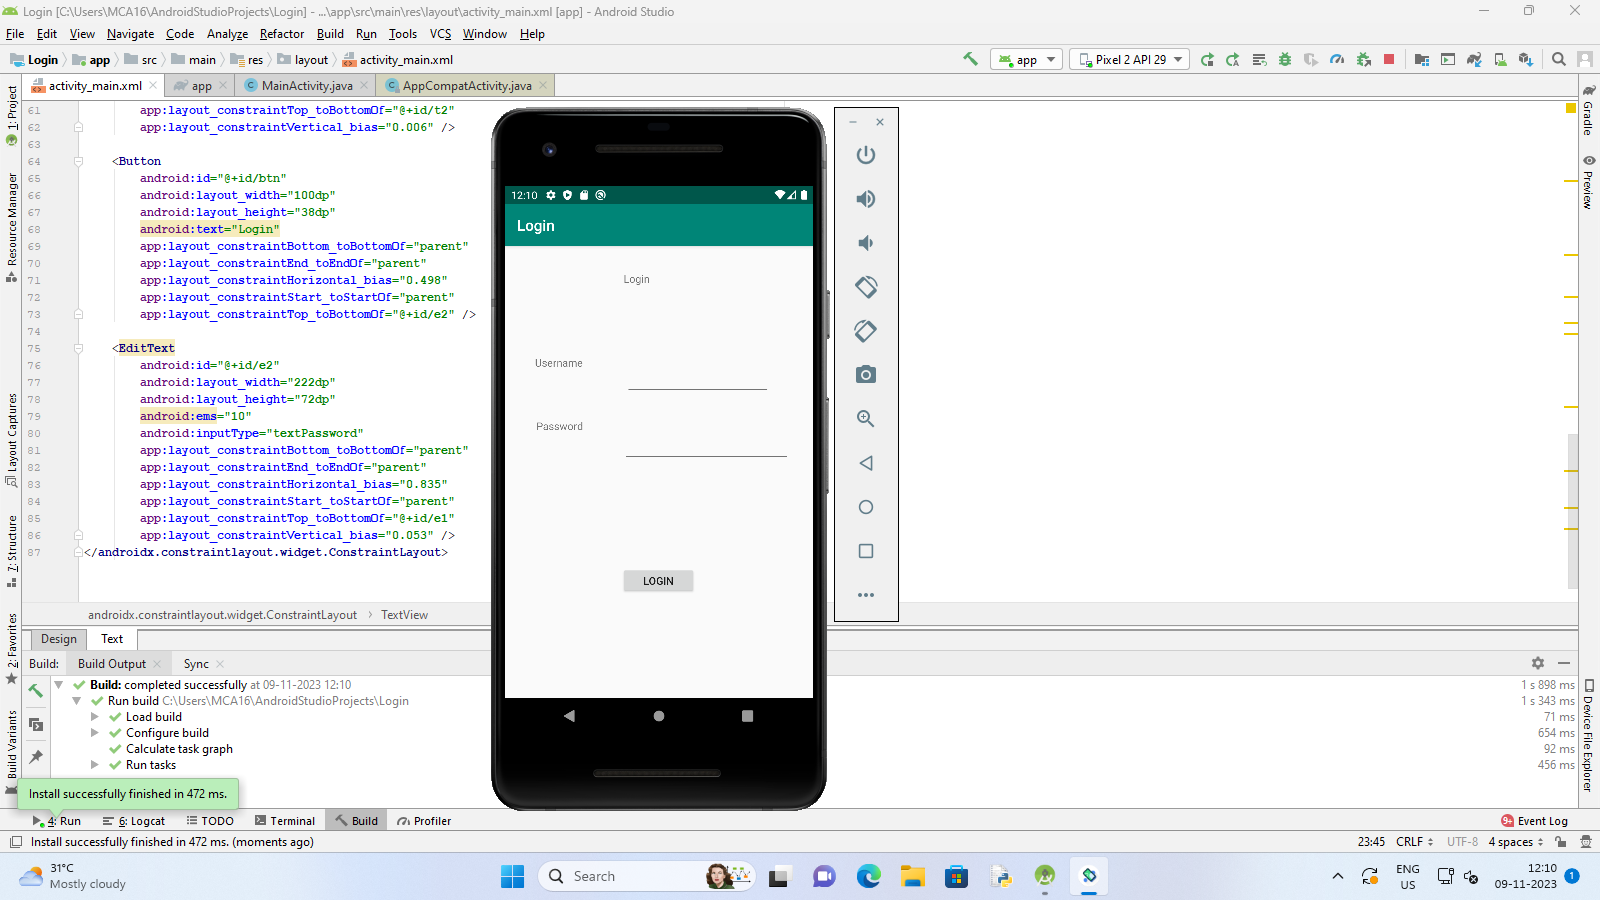 Login [C:\Users\MCA16\AndroidStudioProjects\Login] - ...\app\src\main\res\layout\activity_main.xml [app] - Android Studio
File Edit View Navigate Code Analyze Refactor Build Run Tools VCS Window Help
Login app src main res layout activity_main.xml
app Pixel 2 API 29
activity_main.xml app MainActivity.java AppCompatActivity.java
61 app:layout_constraintTop_toBottomOf="@+id/t2"
62 app:layout_constraintVertical_bias="0.006" />
63
64 <Button
65 android:id="@+id/btn"
66 android:layout_width="100dp"
67 android:layout_height="38dp"
68 android:text="Login"
69 app:layout_constraintBottom_toBottomOf="parent"
70 app:layout_constraintEnd_toEndOf="parent"
71 app:layout_constraintHorizontal_bias="0.498"
72 app:layout_constraintStart_toStartOf="parent"
73 app:layout_constraintTop_toBottomOf="@+id/e2" />
74
75 <EditText
76 android:id="@+id/e2"
77 android:layout_width="222dp"
78 android:layout_height="72dp"
79 android:ems="10"
80 android:inputType="textPassword"
81 app:layout_constraintBottom_toBottomOf="parent"
82 app:layout_constraintEnd_toEndOf="parent"
83 app:layout_constraintHorizontal_bias="0.835"
84 app:layout_constraintStart_toStartOf="parent"
85 app:layout_constraintTop_toBottomOf="@+id/e1"
86 app:layout_constraintVertical_bias="0.053" />
87 </androidx.constraintlayout.widget.ConstraintLayout>
androidx.constraintlayout.widget.ConstraintLayout TextView
Design Text
1: Project
Resource Manager
Layout Captures
7: Structure
2: Favorites
Build Variants
Gradle
Preview
Device File Explorer
12:10
Login
Login
Username
Password
LOGIN
Build: Build Output Sync
Build: completed successfully at 09-11-2023 12:10 1 s 898 ms
Run build C:\Users\MCA16\AndroidStudioProjects\Login 1 s 343 ms
Load build 71 ms
Configure build 654 ms
Calculate task graph 92 ms
Run tasks 456 ms
Install successfully finished in 472 ms.
4: Run 6: Logcat TODO Terminal Build Profiler 9+ Event Log
Install successfully finished in 472 ms. (moments ago) 23:45 CRLF UTF-8 4 spaces
31°C
Mostly cloudy
Search
ENG
US
12:10
09-11-2023
1